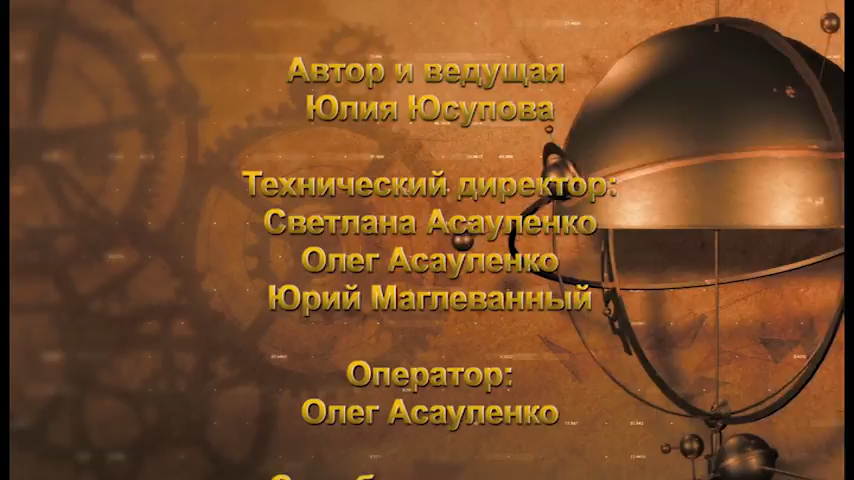 Автор и ведущая
Юлия Юсупова
Технический директор:
Светлана Асауленко
Олег Асауленко
Юрий Маглеванный
Оператор:
Олег Асауленко